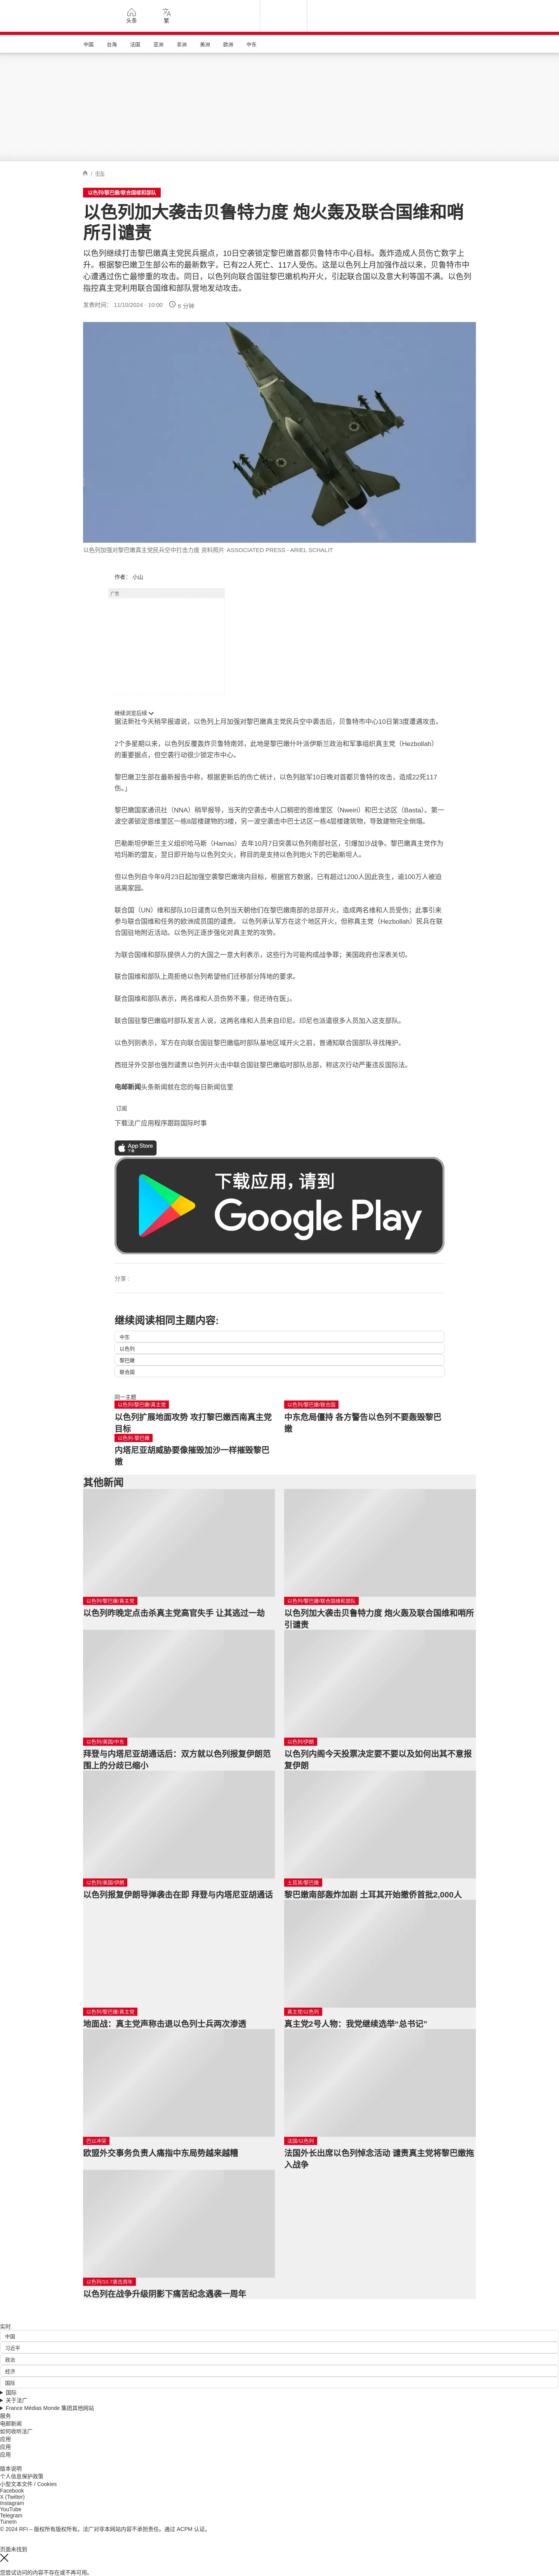 头条
繁
中国
台海
法国
亚洲
非洲
美洲
欧洲
中东
/ 中东
以色列/黎巴嫩/联合国维和部队
以色列加大袭击贝鲁特力度 炮火轰及联合国维和哨
所引谴责
以色列继续打击黎巴嫩真主党民兵据点，10日空袭锁定黎巴嫩首都贝鲁特市中心目标。轰炸造成人员伤亡数字上
升。根据黎巴嫩卫生部公布的最新数字，已有22人死亡、117人受伤。这是以色列上月加强作战以来，贝鲁特市中
心遭遇过伤亡最惨重的攻击。同日，以色列向联合国驻黎巴嫩机构开火，引起联合国以及意大利等国不满。以色列
指控真主党利用联合国维和部队营地发动攻击。
发表时间： 11/10/2024 - 10:00
6 分钟
以色列加强对黎巴嫩真主党民兵空中打击力度 资料照片 ASSOCIATED PRESS - ARIEL SCHALIT
作者： 小山
广告
继续浏览后续
据法新社今天稍早报道说，以色列上月加强对黎巴嫩真主党民兵空中袭击后，贝鲁特市中心10日第3度遭遇攻击。
2个多星期以来，以色列反覆轰炸贝鲁特南郊，此地是黎巴嫩什叶派伊斯兰政治和军事组织真主党（Hezbollah）
的重要据点，但空袭行动很少锁定市中心。
黎巴嫩卫生部在最新报告中称，根据更新后的伤亡统计，以色列敌军10日晚对首都贝鲁特的攻击，造成22死117
伤。」
黎巴嫩国家通讯社（NNA）稍早报导，当天的空袭击中人口稠密的恩维里区（Nweiri）和巴士达区（Basta）。第一
波空袭锁定恩维里区一栋8层楼建物的3楼，另一波空袭击中巴士达区一栋4层楼建筑物，导致建物完全倒塌。
巴勒斯坦伊斯兰主义组织哈马斯（Hamas）去年10月7日突袭以色列南部社区，引爆加沙战争。黎巴嫩真主党作为
哈玛斯的盟友，翌日即开始与以色列交火，称目的是支持以色列炮火下的巴勒斯坦人。
但以色列自今年9月23日起加强空袭黎巴嫩境内目标，根据官方数据，已有超过1200人因此丧生，逾100万人被迫
逃离家园。
联合国（UN）维和部队10日谴责以色列当天朝他们在黎巴嫩南部的总部开火，造成两名维和人员受伤；此事引来
参与联合国维和任务的欧洲成员国的谴责。 以色列承认军方在这个地区开火，但称真主党（Hezbollah）民兵在联
合国驻地附近活动。以色列正逐步强化对真主党的攻势。
为联合国维和部队提供人力的大国之一意大利表示，这些行为可能构成战争罪；美国政府也深表关切。
联合国维和部队上周拒绝以色列希望他们迁移部分阵地的要求。
联合国维和部队表示，两名维和人员伤势不重，但还待在医」。
联合国驻黎巴嫩临时部队发言人说，这两名维和人员来自印尼。印尼也派遣很多人员加入这支部队。
以色列则表示，军方在向联合国驻黎巴嫩临时部队基地区域开火之前，曾通知联合国部队寻找掩护。
西班牙外交部也强烈谴责以色列开火击中联合国驻黎巴嫩临时部队总部，称这次行动严重违反国际法。
电邮新闻头条新闻就在您的每日新闻信里
订阅
下载法广应用程序跟踪国际时事
App Store
下载
下载应用，请到
Google Play
分享 :
继续阅读相同主题内容:
中东
以色列
黎巴嫩
联合国
同一主题
以色列/黎巴嫩/真主党
以色列扩展地面攻势 攻打黎巴嫩西南真主党
目标
以色列/黎巴嫩/联合国
中东危局僵持 各方警告以色列不要轰毁黎巴
嫩
以色列-黎巴嫩
内塔尼亚胡威胁要像摧毁加沙一样摧毁黎巴
嫩
其他新闻
以色列/黎巴嫩/真主党
以色列昨晚定点击杀真主党高官失手 让其逃过一劫
以色列/黎巴嫩/联合国维和部队
以色列加大袭击贝鲁特力度 炮火轰及联合国维和哨所
引谴责
以色列/美国/中东
拜登与内塔尼亚胡通话后：双方就以色列报复伊朗范
围上的分歧已缩小
以色列/伊朗
以色列内阁今天投票决定要不要以及如何出其不意报
复伊朗
以色列/美国/伊朗
以色列报复伊朗导弹袭击在即 拜登与内塔尼亚胡通话
土耳其/黎巴嫩
黎巴嫩南部轰炸加剧 土耳其开始撤侨首批2,000人
以色列/黎巴嫩/真主党
地面战：真主党声称击退以色列士兵两次渗透
真主党/以色列
真主党2号人物：我党继续选举“总书记”
巴以冲突
欧盟外交事务负责人痛指中东局势越来越糟
法国/以色列
法国外长出席以色列悼念活动 谴责真主党将黎巴嫩拖
入战争
以色列/10.7袭击周年
以色列在战争升级阴影下痛苦纪念遇袭一周年
实时
中国
习近平
政治
经济
国际
国际
关于法广
France Médias Monde 集团其他网站
服务
电邮新闻
如何收听法广
应用
应用
应用
版本说明
个人信息保护政策
小型文本文件 / Cookies
Facebook
X (Twitter)
Instagram
YouTube
Telegram
TuneIn
© 2024 RFI – 版权所有版权所有。法广对非本网站内容不承担责任。通过 ACPM 认证。
页面未找到
您尝试访问的内容不存在或不再可用。